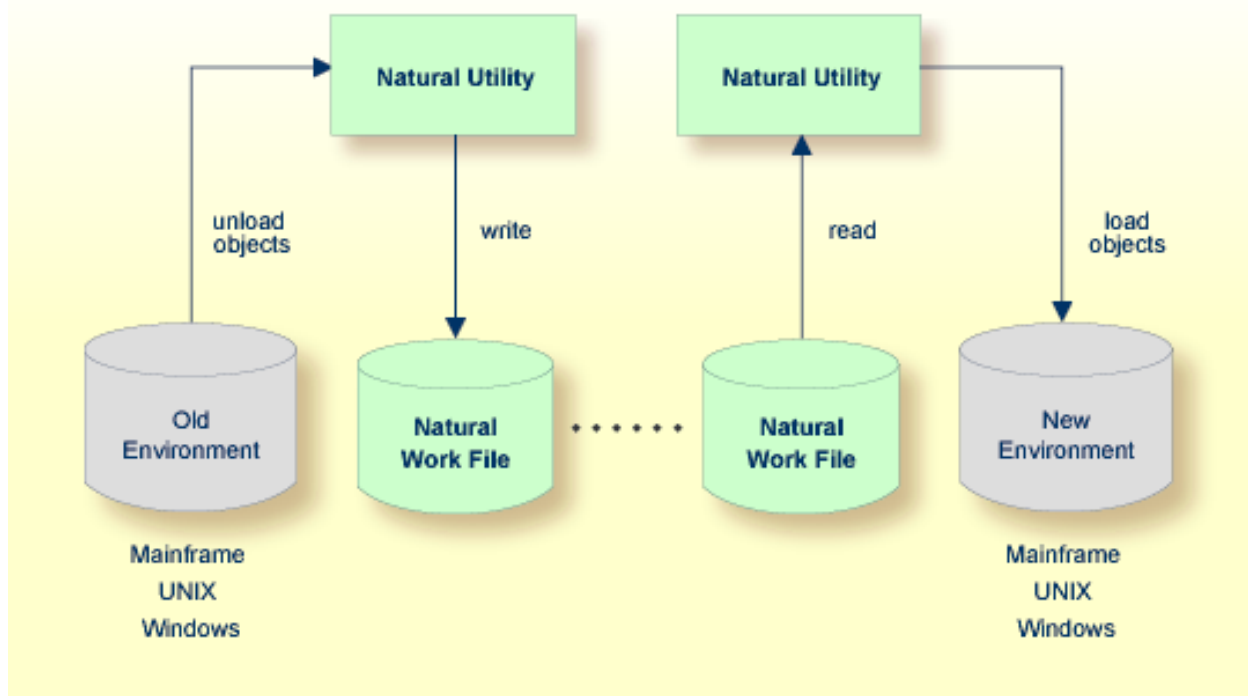 Natural Utility
Natural Utility
unload
objects
write
read
load
objects
Old
Environment
Natural
Work File
Natural
Work File
New
Environment
Mainframe
UNIX
Windows
Mainframe
UNIX
Windows